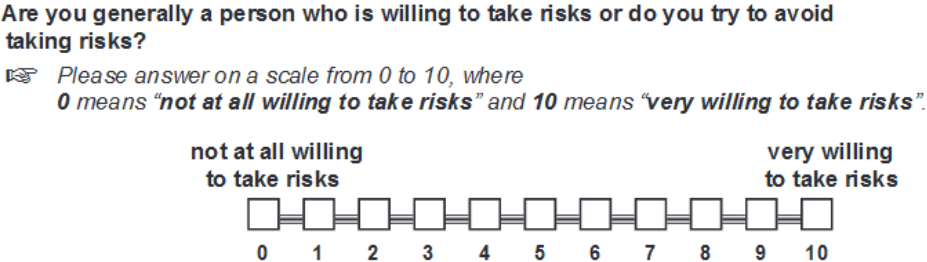 Are you generally a person who is willing to take risks or do you try to avoid
taking risks?
☞ Please answer on a scale from 0 to 10, where
0 means “not at all willing to take risks” and 10 means “very willing to take risks”.
not at all willing
to take risks
very willing
to take risks
0 1 2 3 4 5 6 7 8 9 10